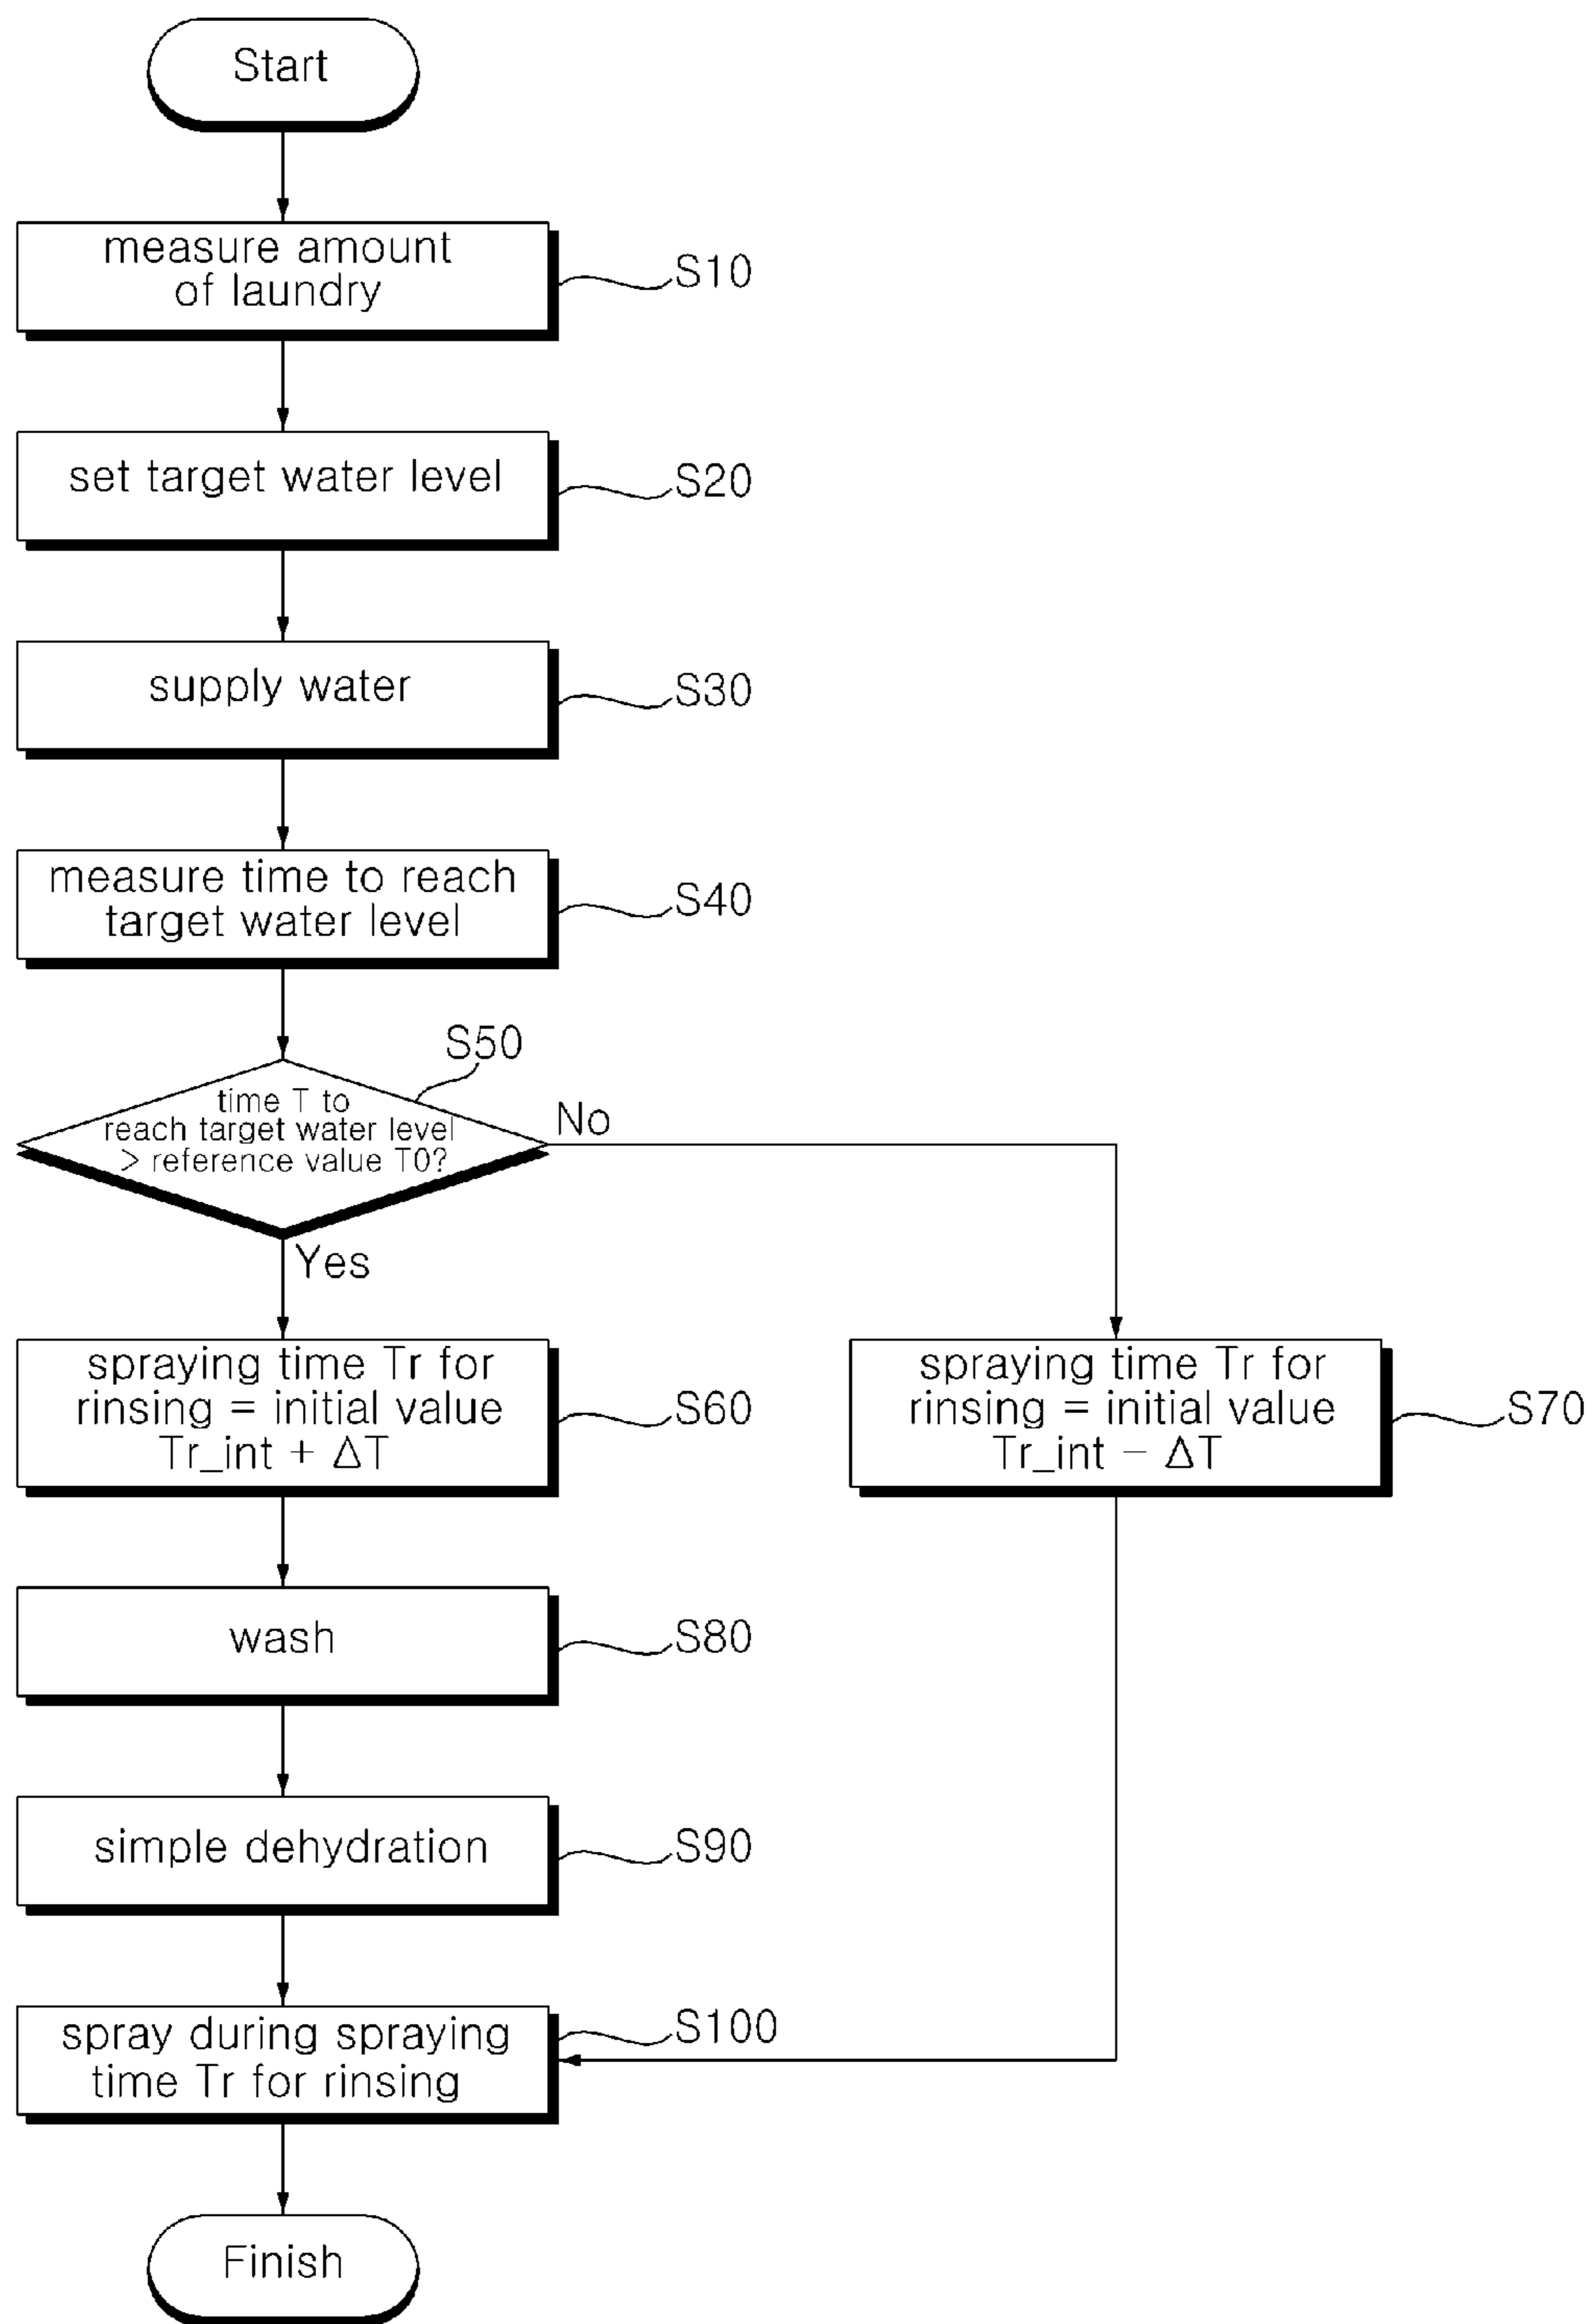 Start
measure amount
of laundry
S10
set target water level
S20
supply water
S30
measure time to reach
target water level
S40
S50
time T to
reach target water level
> reference value T0?
No
Yes
spraying time Tr for
rinsing = initial value
Tr_int + ΔT
S60
spraying time Tr for
rinsing = initial value
Tr_int − ΔT
S70
wash
S80
simple dehydration
S90
spray during spraying
time Tr for rinsing
S100
Finish